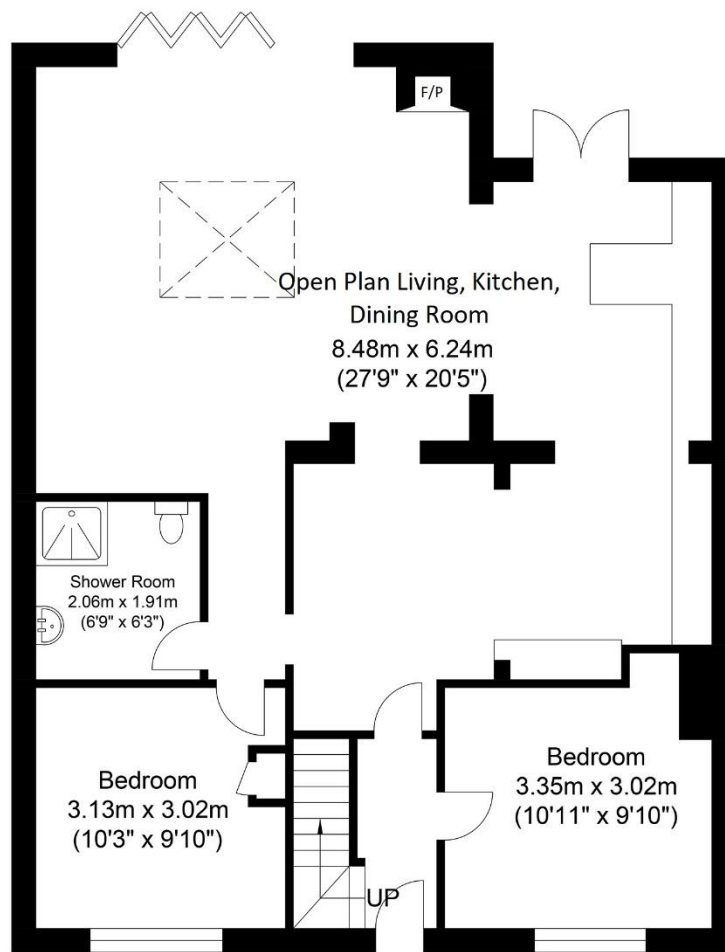 F/P
Open Plan Living, Kitchen,
Dining Room
8.48m x 6.24m
(27'9" x 20'5")
Shower Room
2.06m x 1.91m
(6'9" x 6'3")
Bedroom
3.13m x 3.02m
(10'3" x 9'10")
Bedroom
3.35m x 3.02m
(10'11" x 9'10")
UP